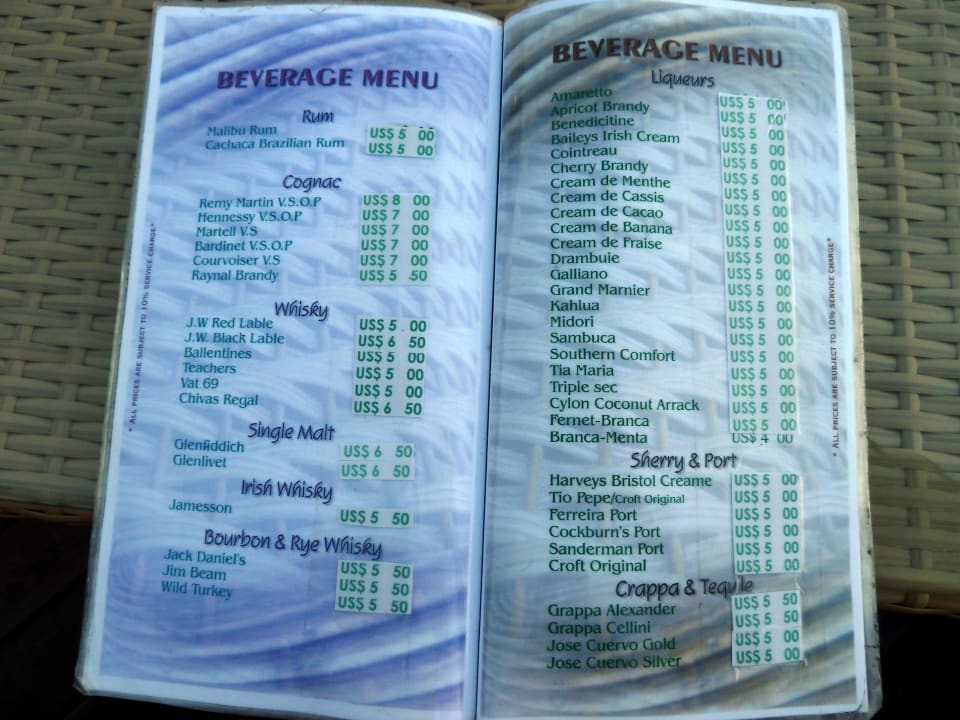 BEVERAGE MENU
Rum
Malibu Rum US$ 5 00
Cachaca Brazilian Rum US$ 5 00
Cognac
Remy Martin V.S.O.P US$ 8 00
Hennessy V.S.O.P US$ 7 00
Martell V.S US$ 7 00
Bardinet V.S.O.P US$ 7 00
Courvoiser V.S US$ 7 00
Raynal Brandy US$ 5 50
Whisky
J.W Red Lable US$ 5 00
J.W. Black Lable US$ 6 50
Ballentines US$ 5 00
Teachers US$ 5 00
Vat 69 US$ 5 00
Chivas Regal US$ 6 50
Single Malt
Glenfiddich US$ 6 50
Glenlivet US$ 6 50
Irish Whisky
Jamesson US$ 5 50
Bourbon & Rye Whisky
Jack Daniel's US$ 5 50
Jim Beam US$ 5 50
Wild Turkey US$ 5 50
* ALL PRICES ARE SUBJECT TO 10% SERVICE CHARGE*
BEVERAGE MENU
Liqueurs
Amaretto US$ 5 00
Apricot Brandy US$ 5 00
Benedicitine US$ 5 00
Baileys Irish Cream US$ 5 00
Cointreau US$ 5 00
Cherry Brandy US$ 5 00
Cream de Menthe US$ 5 00
Cream de Cassis US$ 5 00
Cream de Cacao US$ 5 00
Cream de Banana US$ 5 00
Cream de Fraise US$ 5 00
Drambuie US$ 5 00
Galliano US$ 5 00
Grand Marnier US$ 5 00
Kahlua US$ 5 00
Midori US$ 5 00
Sambuca US$ 5 00
Southern Comfort US$ 5 00
Tia Maria US$ 5 00
Triple sec US$ 5 00
Cylon Coconut Arrack US$ 5 00
Fernet-Branca US$ 5 00
Branca-Menta US$ 4 00
Sherry & Port
Harveys Bristol Creame US$ 5 00
Tio Pepe/Croft Original US$ 5 00
Ferreira Port US$ 5 00
Cockburn's Port US$ 5 00
Sanderman Port US$ 5 00
Croft Original US$ 5 00
Crappa & Tequile
Grappa Alexander US$ 5 50
Grappa Cellini US$ 5 50
Jose Cuervo Gold US$ 5 00
Jose Cuervo Silver US$ 5 00
* ALL PRICES ARE SUBJECT TO 10% SERVICE CHARGE*